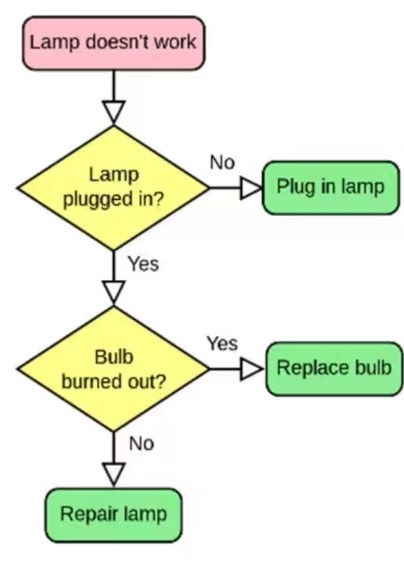 Lamp doesn't work
Lamp
plugged in?
No
Plug in lamp
Yes
Bulb
burned out?
Yes
Replace bulb
No
Repair lamp